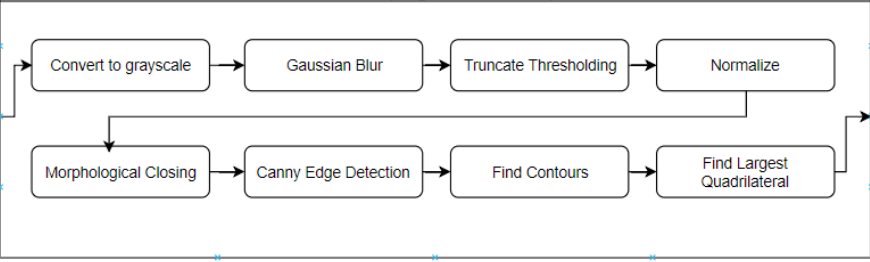 Convert to grayscale
Gaussian Blur
Truncate Thresholding
Normalize
Morphological Closing
Canny Edge Detection
Find Contours
Find Largest
Quadrilateral